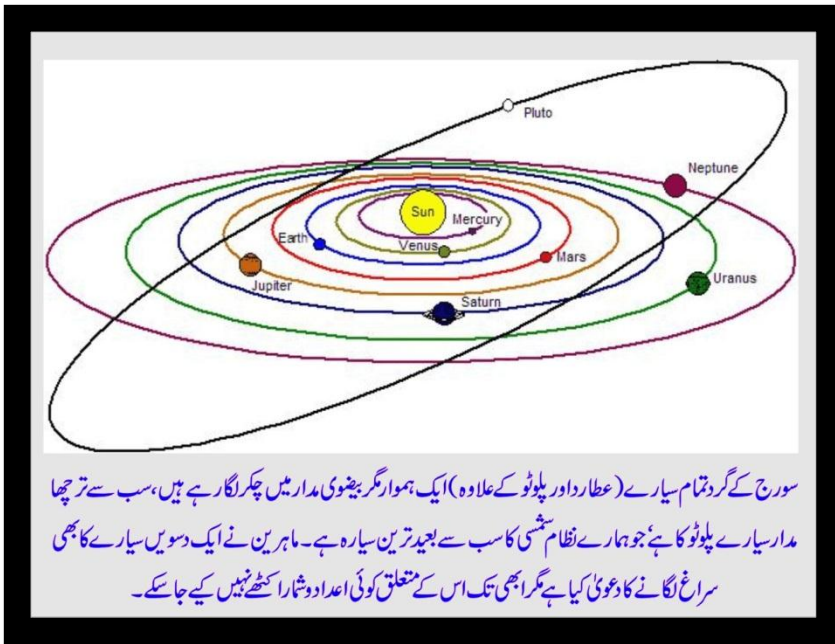 Pluto
Neptune
Sun
Mercury
Earth
Venus
Mars
Jupiter
Uranus
Saturn
سورج کے گرد تمام سیارے (عطارد اور پلوٹو کے علاوہ) ایک ہموار مگر بیضوی مدار میں چکر لگا رہے ہیں، سب سے ترچھا
مدار سیارے پلوٹو کا ہے، جو ہمارے نظام شمسی کا سب سے بعید ترین سیارہ ہے۔ ماہرین نے ایک دسویں سیارے کا بھی
سراغ لگانے کا دعویٰ کیا ہے مگر ابھی تک اس کے متعلق کوئی اعداد و شمار اکٹھے نہیں کیے جا سکے۔